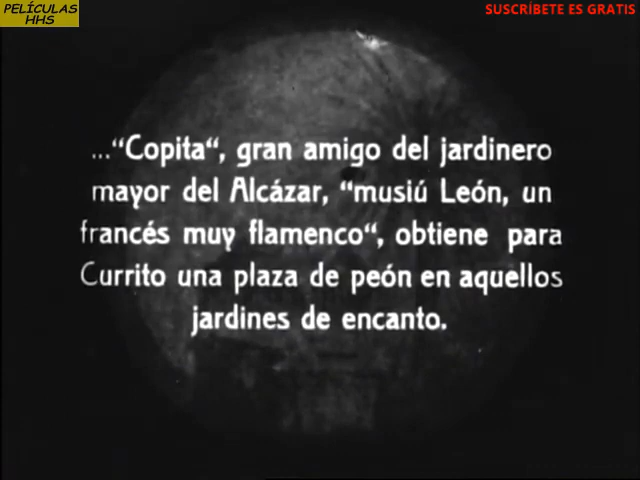 PELÍCULAS
HHS
SUSCRÍBETE ES GRATIS
..."Copita", gran amigo del jardinero
mayor del Alcázar, "musiú León, un
francés muy flamenco", obtiene para
Currito una plaza de peón en aquellos
jardines de encanto.